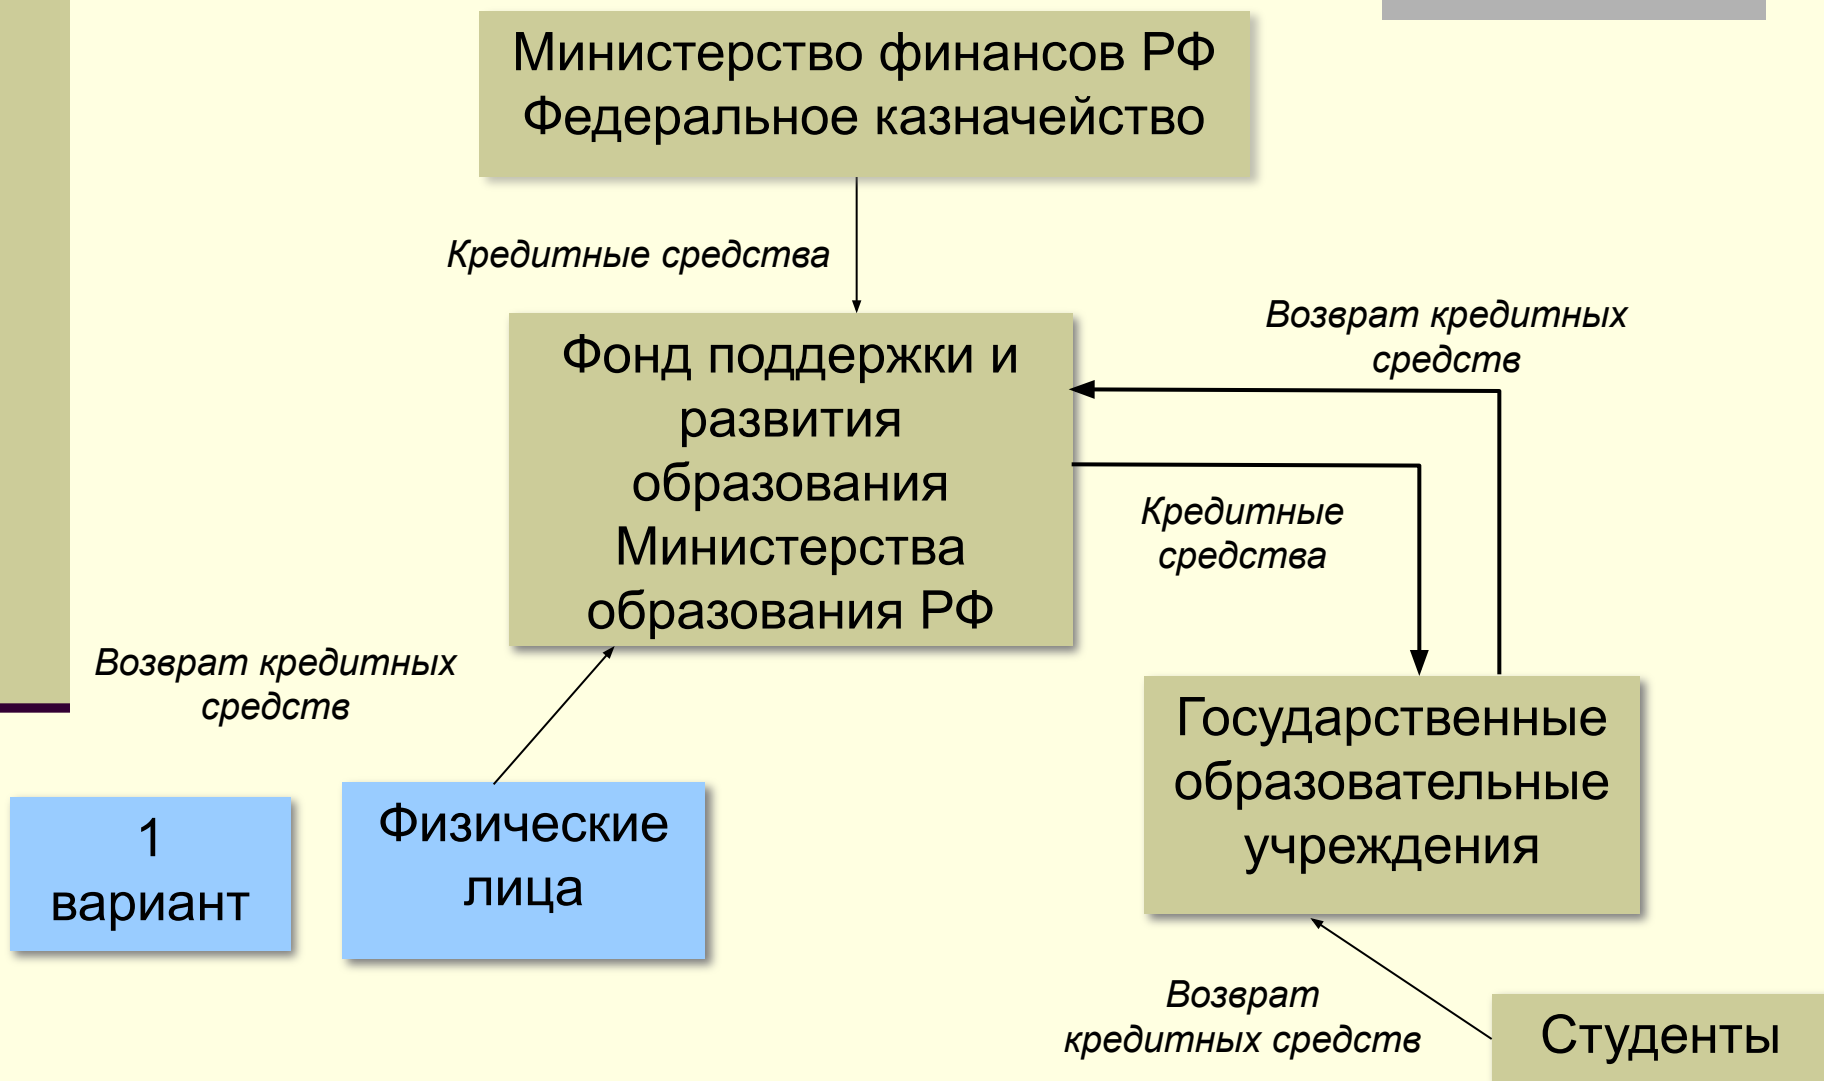 Министерство финансов РФ
Федеральное казначейство
Кредитные средства
Возврат кредитных
средств
Фонд поддержки и
развития
образования
Министерства
образования РФ
Кредитные
средства
Возврат кредитных
средств
Государственные
образовательные
учреждения
1
вариант
Физические
лица
Возврат
кредитных средств
Студенты